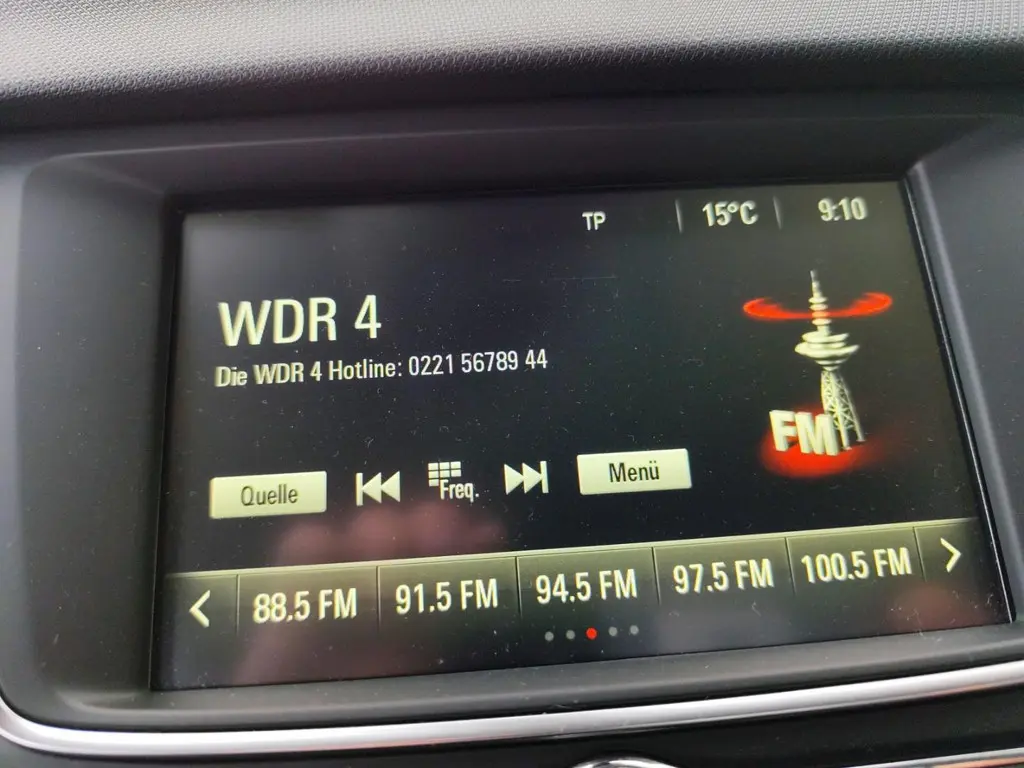 TP 15°C 9:10
WDR 4
Die WDR 4 Hotline: 0221 56789 44
FM
Quelle Freq. Menü
88.5 FM 91.5 FM 94.5 FM 97.5 FM 100.5 FM